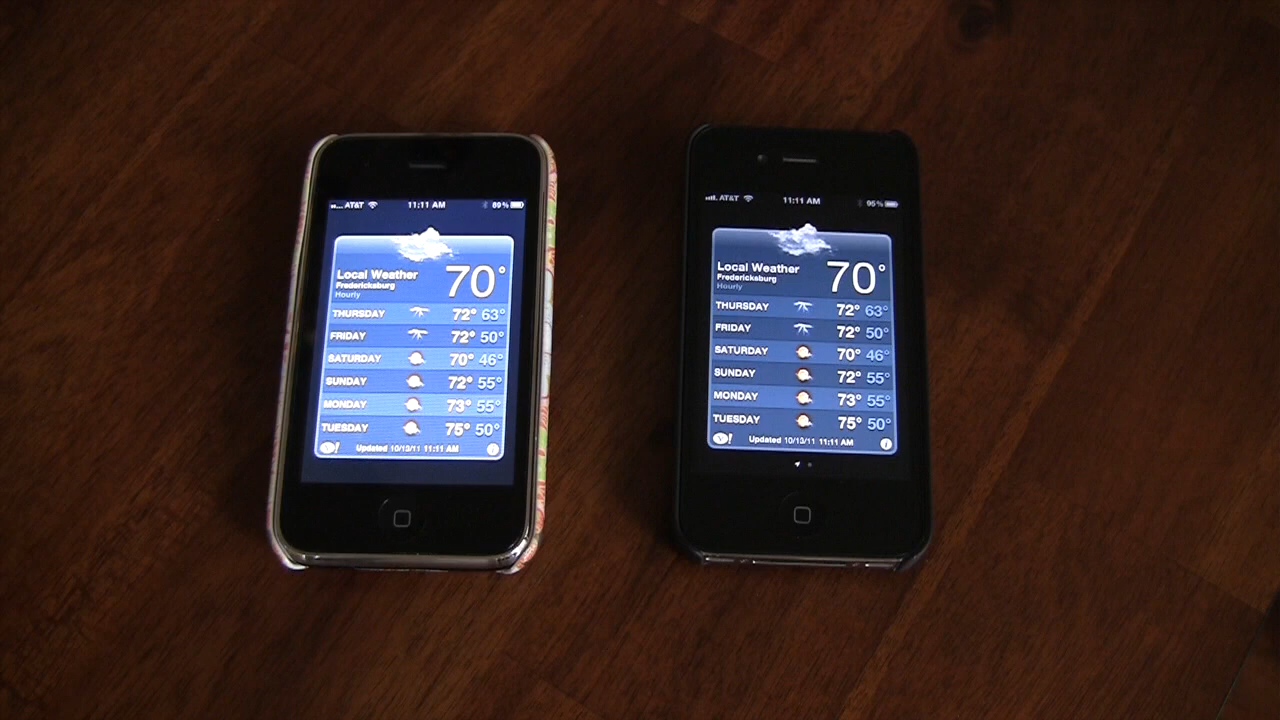 AT&T 11:11 AM 89%
Local Weather 70°
Fredericksburg
Hourly
THURSDAY 72° 63°
FRIDAY 72° 50°
SATURDAY 70° 46°
SUNDAY 72° 55°
MONDAY 73° 55°
TUESDAY 75° 50°
Y! Updated 10/13/11 11:11 AM i
AT&T 11:11 AM 95%
Local Weather 70°
Fredericksburg
Hourly
THURSDAY 72° 63°
FRIDAY 72° 50°
SATURDAY 70° 46°
SUNDAY 72° 55°
MONDAY 73° 55°
TUESDAY 75° 50°
Y! Updated 10/13/11 11:11 AM i